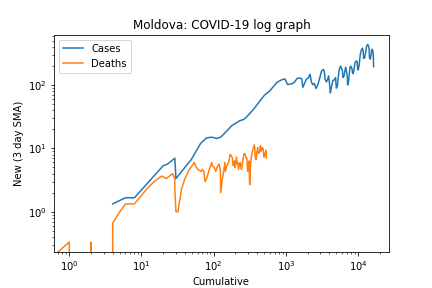 Moldova: COVID-19 log graph
Cases
Deaths
New (3 day SMA)
10²
10¹
10⁰
10⁰ 10¹ 10² 10³ 10⁴
Cumulative